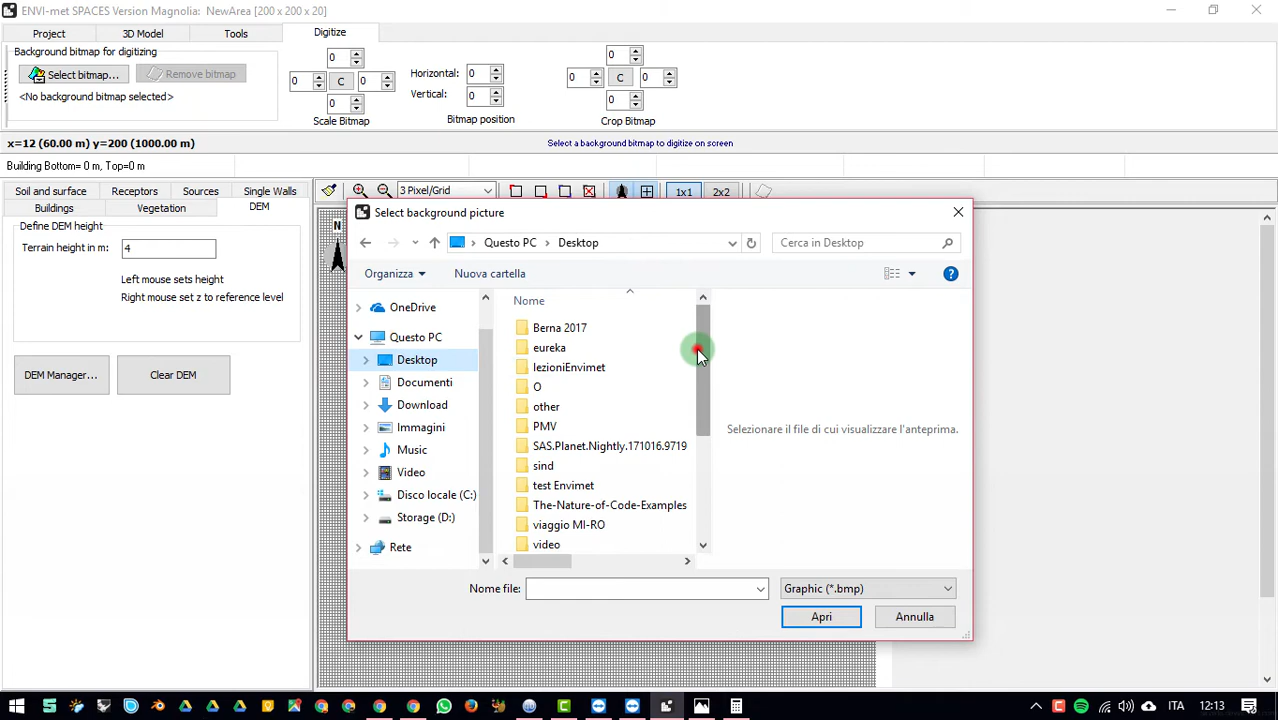 ENVI-met SPACES Version Magnolia: NewArea [200 x 200 x 20]
Project 3D Model Tools Digitize
Background bitmap for digitizing
Select bitmap... Remove bitmap
<No background bitmap selected>
0
0 C 0
0
Scale Bitmap
Horizontal: 0
Vertical: 0
Bitmap position
0
0 C 0
0
Crop Bitmap
x=12 (60.00 m) y=200 (1000.00 m) Select a background bitmap to digitize on screen
Building Bottom= 0 m, Top=0 m
Soil and surface Receptors Sources Single Walls
Buildings Vegetation DEM
3 Pixel/Grid 1x1 2x2
Define DEM height
Terrain height in m: 4
Left mouse sets height
Right mouse set z to reference level
DEM Manager... Clear DEM
N
Select background picture
Questo PC Desktop Cerca in Desktop
Organizza Nuova cartella
OneDrive
Questo PC
Desktop
Documenti
Download
Immagini
Music
Video
Disco locale (C:)
Storage (D:)
Rete
Nome
Berna 2017
eureka
lezioniEnvimet
O
other
PMV
SAS.Planet.Nightly.171016.9719
sind
test Envimet
The-Nature-of-Code-Examples
viaggio MI-RO
video
Selezionare il file di cui visualizzare l'anteprima.
Nome file: Graphic (*.bmp)
Apri Annulla
ITA 12:13